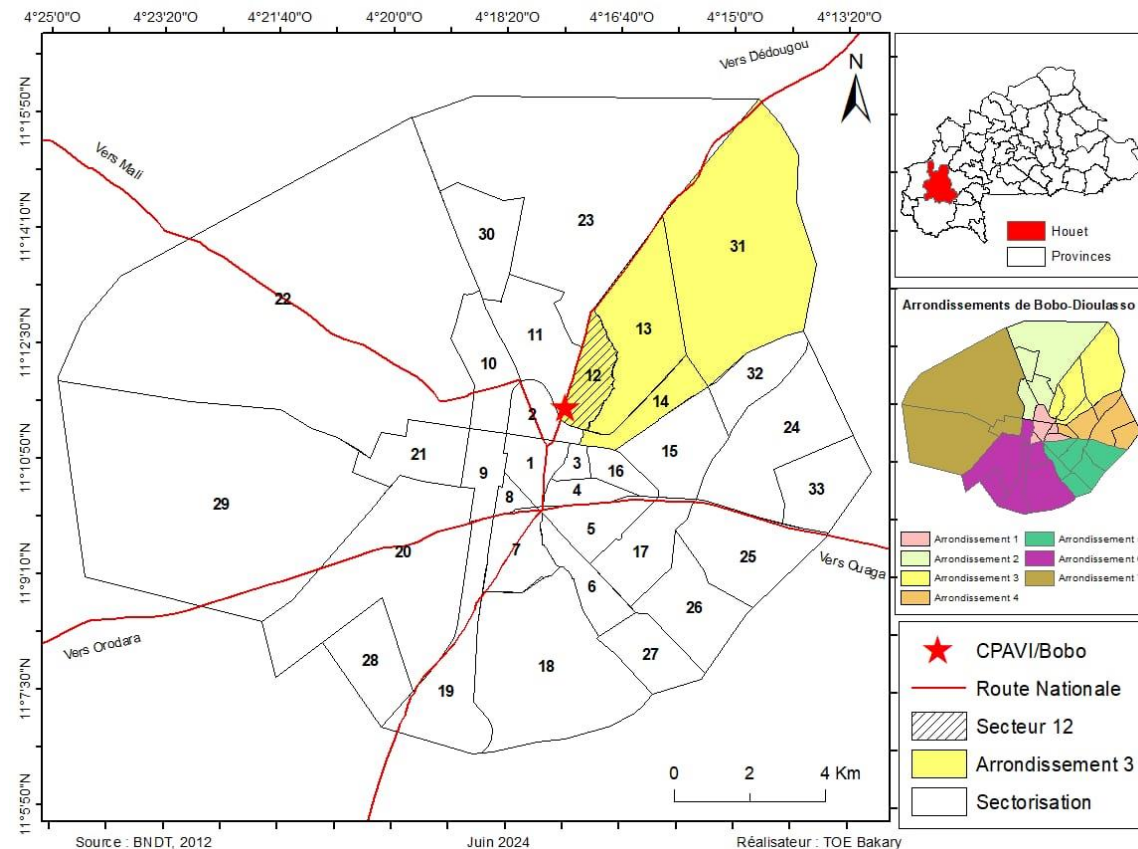 4°25'0"O 4°23'20"O 4°21'40"O 4°20'0"O 4°18'20"O 4°16'40"O 4°15'0"O 4°13'20"O
11°15'50"N
11°14'10"N
11°12'30"N
11°10'50"N
11°9'10"N
11°7'30"N
11°5'50"N
Vers Dédougou
N
Vers Mali
23
30
31
22
11
13
10
12
32
2
14
24
21
15
9
1
3
16
33
29
8
4
5
20
7
17
25
Vers Ouaga
6
26
Vers Orodara
28
18
27
19
0 2 4 Km
Houet
Provinces
Arrondissements de Bobo-Dioulasso
Arrondissement 1
Arrondissement
Arrondissement 2
Arrondissement
Arrondissement 3
Arrondissement
Arrondissement 4
CPAVI/Bobo
Route Nationale
Secteur 12
Arrondissement 3
Sectorisation
Source : BNDT, 2012 Juin 2024 Réalisateur : TOE Bakary